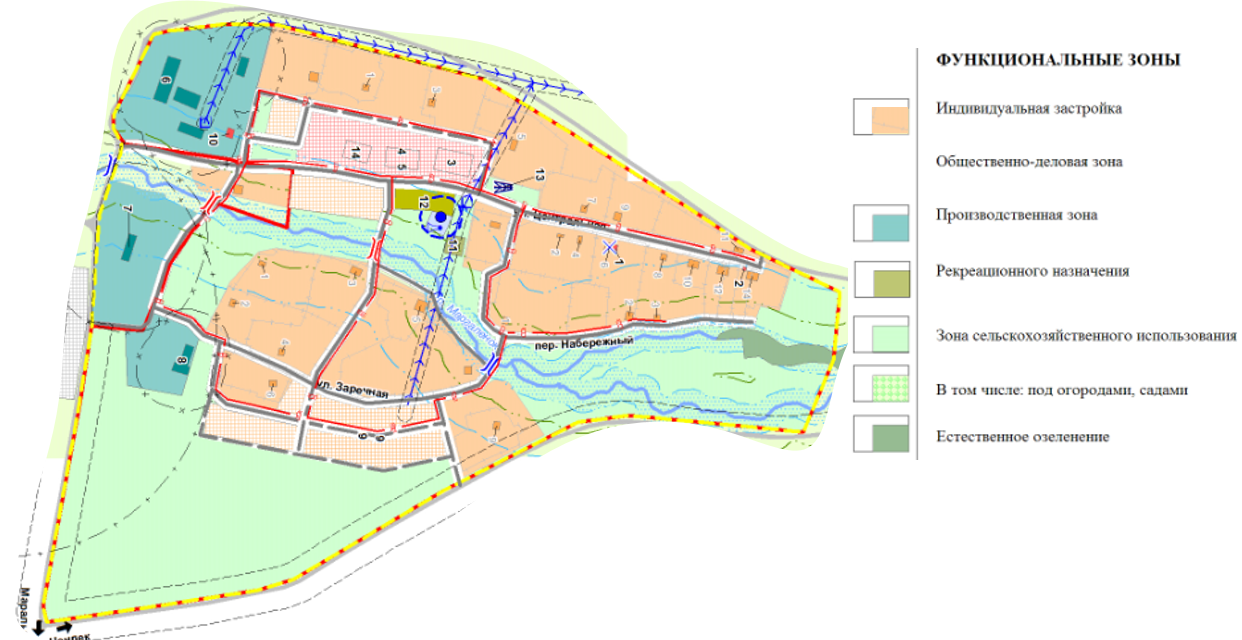 ФУНКЦИОНАЛЬНЫЕ ЗОНЫ
Индивидуальная застройка
Общественно-деловая зона
Производственная зона
Рекреационного назначения
Зона сельскохозяйственного использования
В том числе: под огородами, садами
Естественное озеленение
6
10
14
4
5
3
13
12
11
7
8
1
2
пер. Набережный
ул. Заречная
9
9